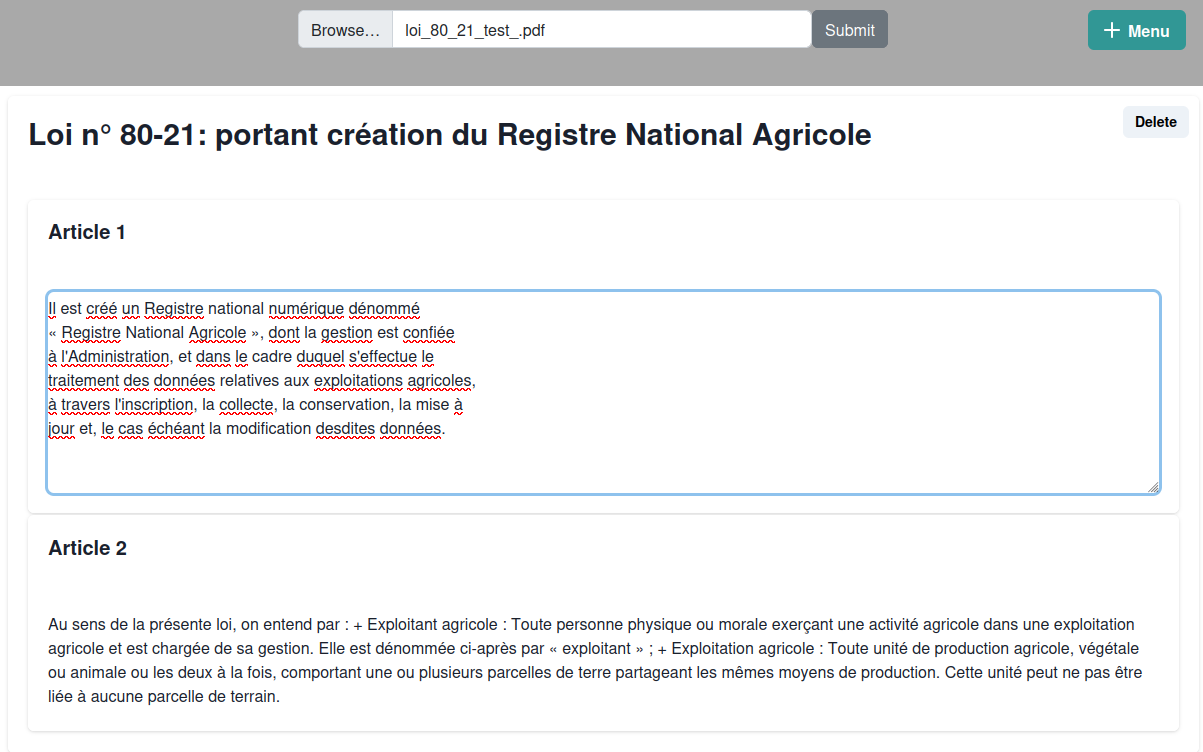 Browse… loi_80_21_test_.pdf Submit + Menu
Loi n° 80-21: portant création du Registre National Agricole
Delete
Article 1
Il est créé un Registre national numérique dénommé
« Registre National Agricole », dont la gestion est confiée
à l'Administration, et dans le cadre duquel s'effectue le
traitement des données relatives aux exploitations agricoles,
à travers l'inscription, la collecte, la conservation, la mise à
jour et, le cas échéant la modification desdites données.
Article 2
Au sens de la présente loi, on entend par : + Exploitant agricole : Toute personne physique ou morale exerçant une activité agricole dans une exploitation
agricole et est chargée de sa gestion. Elle est dénommée ci-après par « exploitant » ; + Exploitation agricole : Toute unité de production agricole, végétale
ou animale ou les deux à la fois, comportant une ou plusieurs parcelles de terre partageant les mêmes moyens de production. Cette unité peut ne pas être
liée à aucune parcelle de terrain.